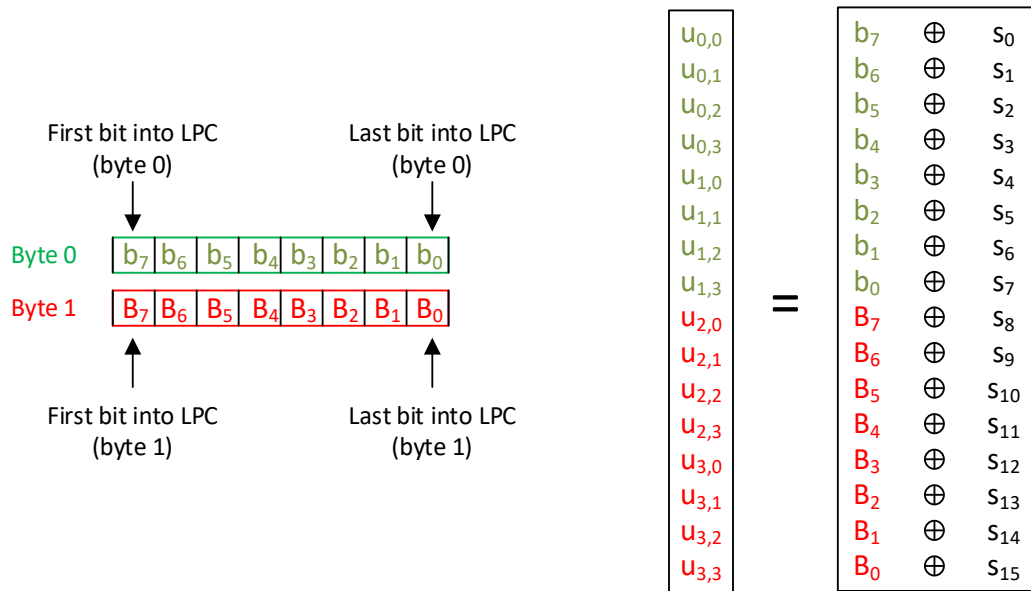 First bit into LPC
(byte 0)
Last bit into LPC
(byte 0)
Byte 0 b₇ b₆ b₅ b₄ b₃ b₂ b₁ b₀
Byte 1 B₇ B₆ B₅ B₄ B₃ B₂ B₁ B₀
First bit into LPC
(byte 1)
Last bit into LPC
(byte 1)
u₀,₀ b₇ ⊕ s₀
u₀,₁ b₆ ⊕ s₁
u₀,₂ b₅ ⊕ s₂
u₀,₃ b₄ ⊕ s₃
u₁,₀ b₃ ⊕ s₄
u₁,₁ b₂ ⊕ s₅
u₁,₂ b₁ ⊕ s₆
u₁,₃ b₀ ⊕ s₇
=
u₂,₀ B₇ ⊕ s₈
u₂,₁ B₆ ⊕ s₉
u₂,₂ B₅ ⊕ s₁₀
u₂,₃ B₄ ⊕ s₁₁
u₃,₀ B₃ ⊕ s₁₂
u₃,₁ B₂ ⊕ s₁₃
u₃,₂ B₁ ⊕ s₁₄
u₃,₃ B₀ ⊕ s₁₅